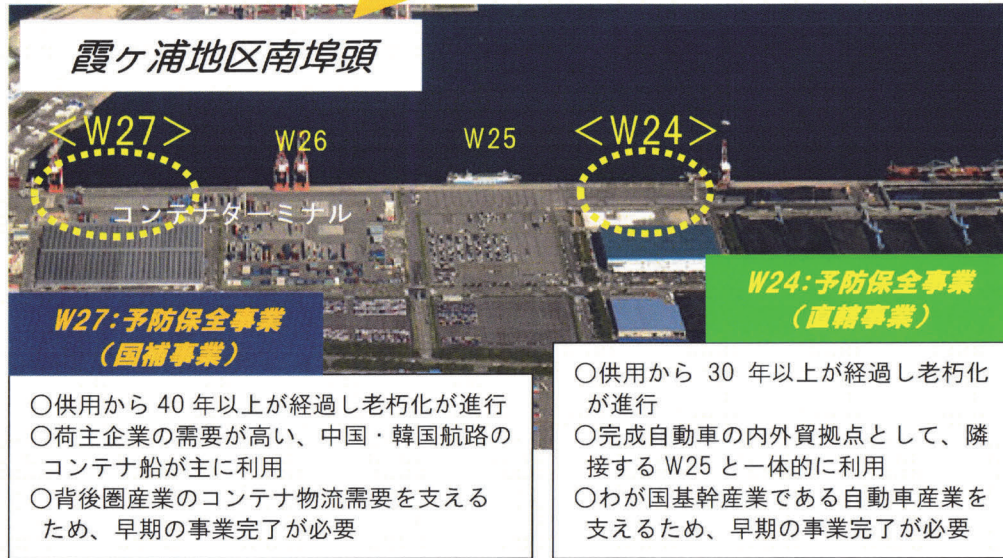 霞ヶ浦地区南埠頭
<W27>
W26
W25
<W24>
コンテナターミナル
W27:予防保全事業
(国補事業)
○供用から 40 年以上が経過し老朽化が進行
○荷主企業の需要が高い、中国・韓国航路の
コンテナ船が主に利用
○背後圏産業のコンテナ物流需要を支える
ため、早期の事業完了が必要
W24:予防保全事業
(直轄事業)
○供用から 30 年以上が経過し老朽化
が進行
○完成自動車の内外貿拠点として、隣
接する W25 と一体的に利用
○わが国基幹産業である自動車産業を
支えるため、早期の事業完了が必要